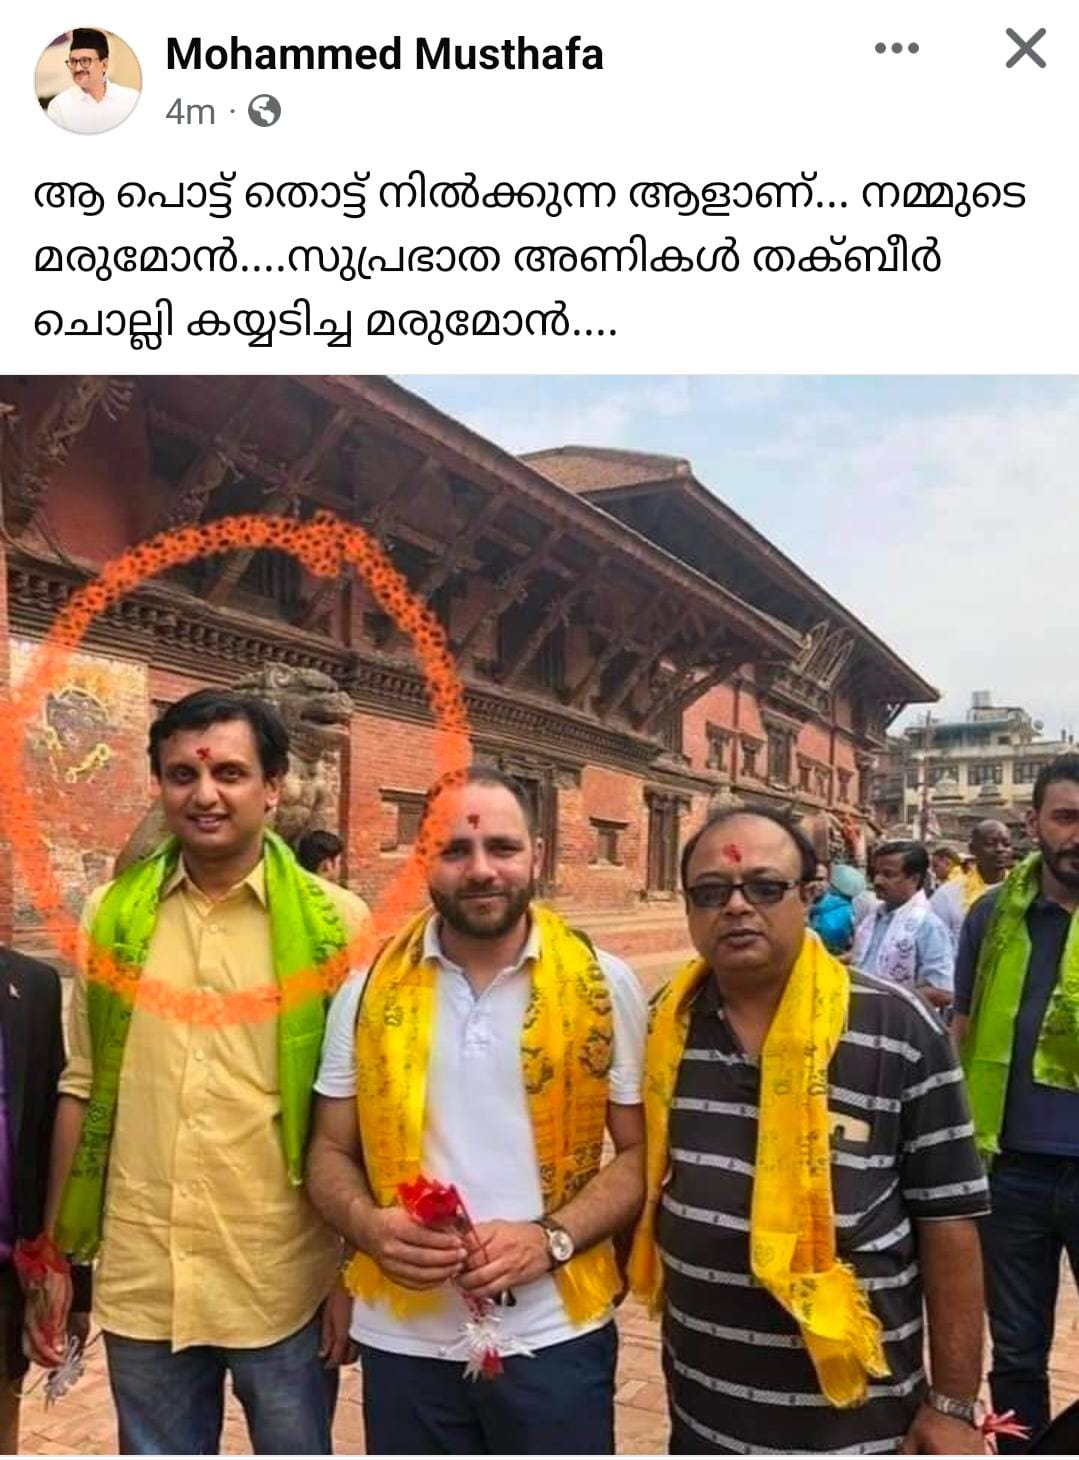 Mohammed Musthafa
4m ·
ആ പൊട്ട് തൊട്ട് നിൽക്കുന്ന ആളാണ്... നമ്മുടെ
മരുമോൻ....സുപ്രഭാത അണികൾ തക്ബീർ
ചൊല്ലി കയ്യടിച്ച മരുമോൻ....